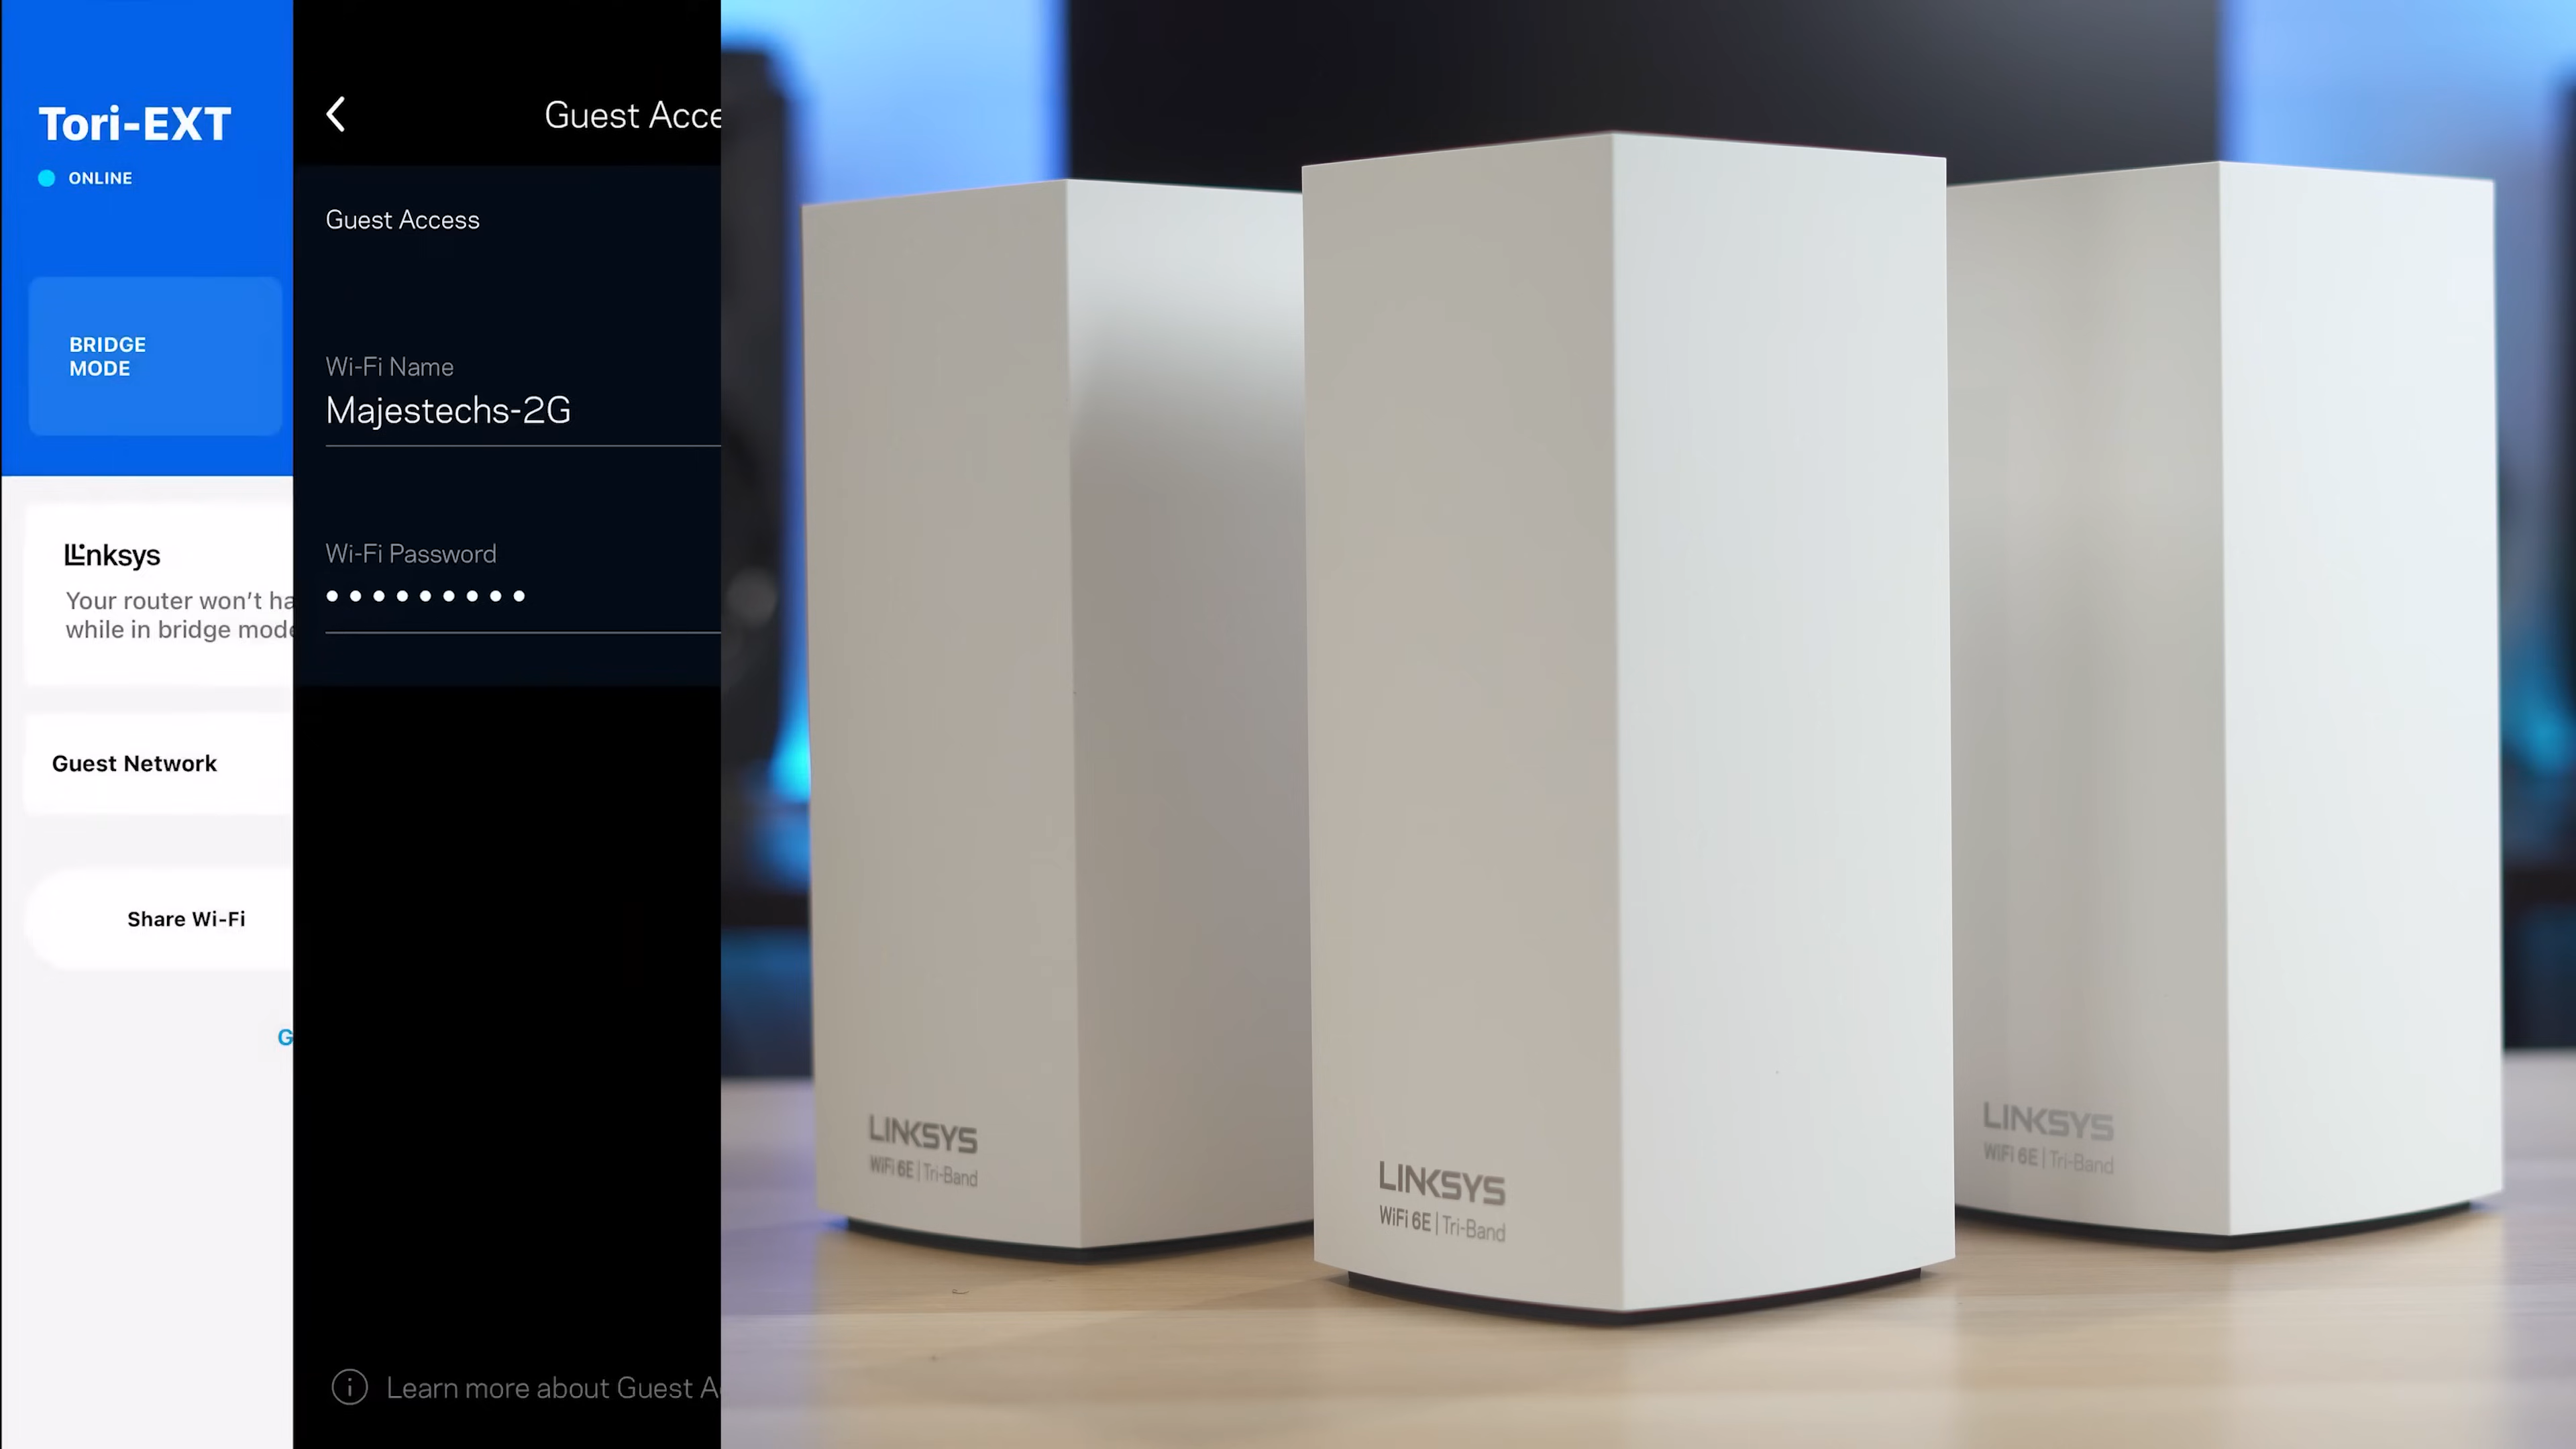 Tori-EXT
ONLINE
BRIDGE
MODE
Linksys
Your router won't ha
while in bridge mode
Guest Network
Share Wi-Fi
G
Guest Acce
Guest Access
Wi-Fi Name
Majestechs-2G
Wi-Fi Password
Learn more about Guest A
LINKSYS
WiFi 6E | Tri-Band
LINKSYS
WiFi 6E | Tri-Band
LINKSYS
WiFi 6E | Tri-Band